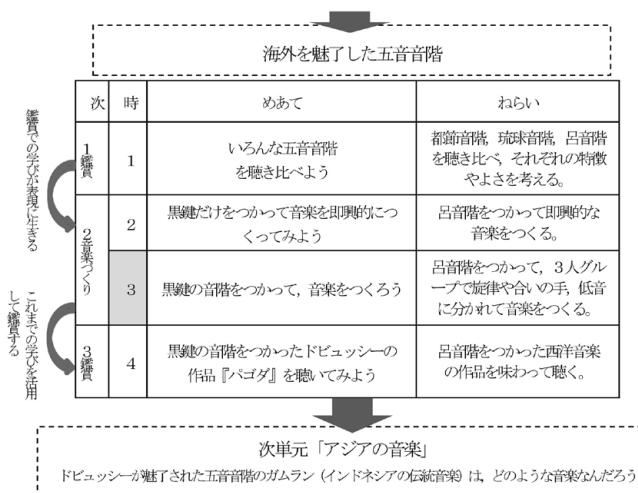 海外を魅了した五音音階
次 時 めあて ねらい
鑑賞での学びが表現に生きる
これまでの学びを活用
して鑑賞する
1鑑賞
1
いろんな五音音階
を聴き比べよう
都節音階，琉球音階，呂音階
を聴き比べ，それぞれの特徴
やよさを考える。
2音楽づくり
2
黒鍵だけをつかって音楽を即興的につ
くってみよう
呂音階をつかって即興的な
音楽をつくる。
3
黒鍵の音階をつかって，音楽をつくろう
呂音階をつかって，３人グルー
プで旋律や合いの手，低音
に分かれて音楽をつくる。
3鑑賞
4
黒鍵の音階をつかったドビュッシーの
作品『パゴダ』を聴いてみよう
呂音階をつかった西洋音楽
の作品を味わって聴く。
次単元「アジアの音楽」
ドビュッシーが魅了された五音音階のガムラン（インドネシアの伝統音楽）は，どのような音楽なんだろう